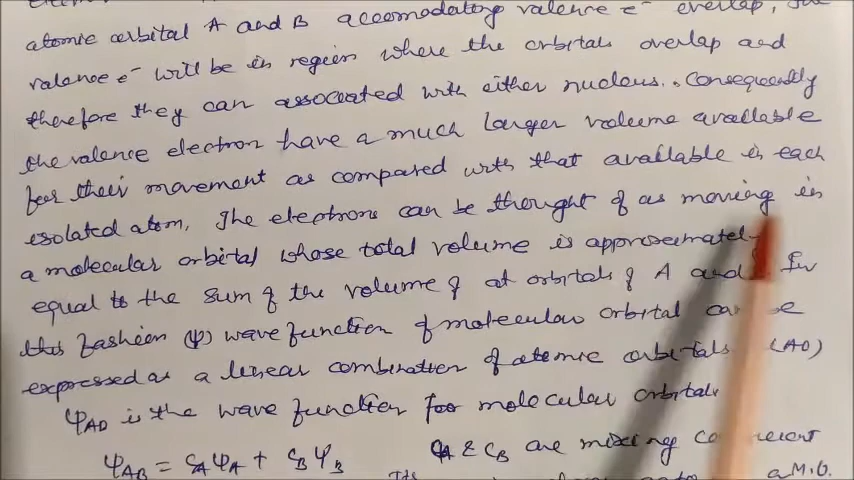 atomic orbital A and B accomodating valence e⁻ overlap, the
valance e⁻ will be in region where the orbitals overlap and
therefore they can associated with either nucleus. Consequently
the valence electron have a much larger volume available
for their movement as compared with that available in each
isolated atom. The electrons can be thought of as moving in
a molecular orbital whose total volume is approximately
equal to the sum of the volume of at orbitals of A and In
this fashion (ψ) wave function of molecular orbital can be
expressed as a linear combination of atomic orbitals (AO)
ψAO is the wave function for molecular orbital
ψAB = cAψA + cBψB CA & CB are mixing
a M.O.